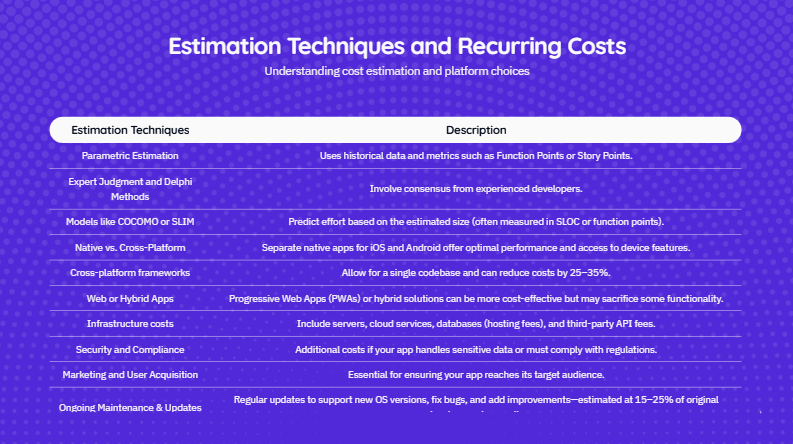 Estimation Techniques and Recurring Costs
Understanding cost estimation and platform choices
Estimation Techniques Description
Parametric Estimation Uses historical data and metrics such as Function Points or Story Points.
Expert Judgment and Delphi
Methods Involve consensus from experienced developers.
Models like COCOMO or SLIM Predict effort based on the estimated size (often measured in SLOC or function points).
Native vs. Cross-Platform Separate native apps for iOS and Android offer optimal performance and access to device features.
Cross-platform frameworks Allow for a single codebase and can reduce costs by 25–35%.
Web or Hybrid Apps Progressive Web Apps (PWAs) or hybrid solutions can be more cost-effective but may sacrifice some functionality.
Infrastructure costs Include servers, cloud services, databases (hosting fees), and third-party API fees.
Security and Compliance Additional costs if your app handles sensitive data or must comply with regulations.
Marketing and User Acquisition Essential for ensuring your app reaches its target audience.
Ongoing Maintenance & Updates Regular updates to support new OS versions, fix bugs, and add improvements—estimated at 15–25% of original